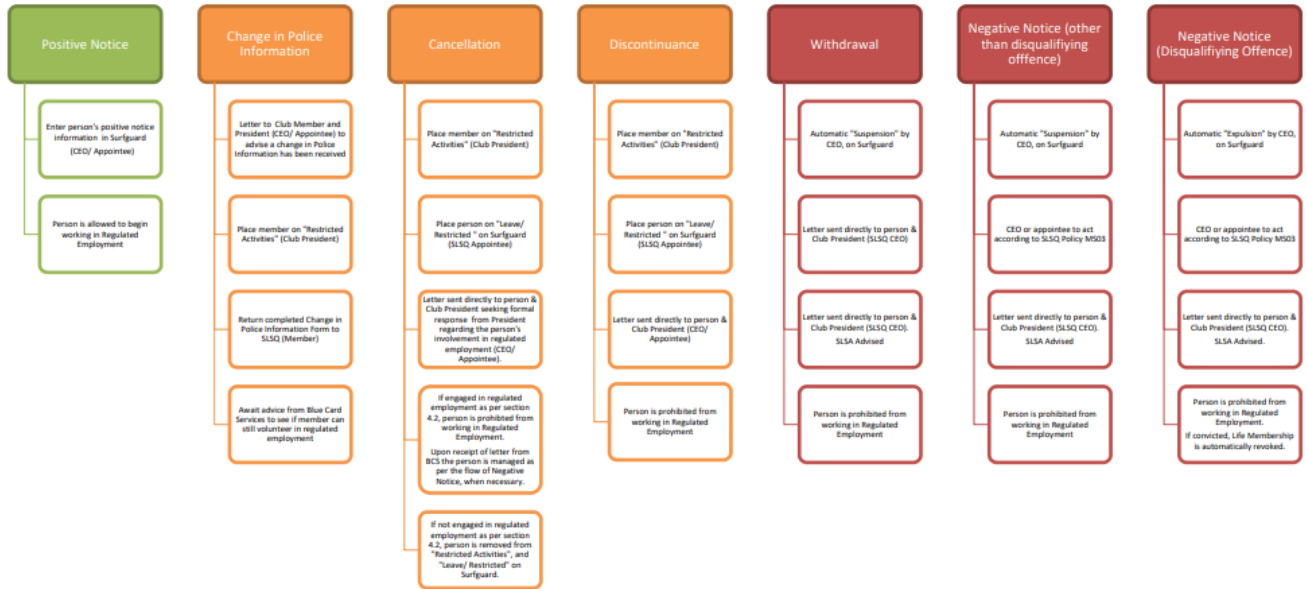 Positive Notice
Enter person's positive notice
information in Surfguard
(CEO/ Appointee)
Person is allowed to begin
working in Regulated
Employment
Change in Police
Information
Letter to Club Member and
President (CEO/ Appointee) to
advise a change in Police
Information has been received
Place member on "Restricted
Activities" (Club President)
Return completed Change in
Police Information Form to
SLSQ (Member)
Await advice from Blue Card
Services to see if member can
still volunteer in regulated
employment
Cancellation
Place member on "Restricted
Activities" (Club President)
Place person on "Leave/
Restricted " on Surfguard
(SLSQ Appointee)
Letter sent directly to person &
Club President seeking formal
response from President
regarding the person's
involvement in regulated
employment (CEO/
Appointee).
If engaged in regulated
employment as per section
4.2, person is prohibited from
working in Regulated
Employment.
Upon receipt of letter from
BCS the person is managed as
per the flow of Negative
Notice, when necessary.
If not engaged in regulated
employment as per section
4.2, person is removed from
"Restricted Activities", and
"Leave/ Restricted" on
Surfguard.
Discontinuance
Place member on "Restricted
Activities" (Club President)
Place person on "Leave/
Restricted " on Surfguard
(SLSQ Appointee)
Letter sent directly to person &
Club President (CEO/
Appointee)
Person is prohibited from
working in Regulated
Employment
Withdrawal
Automatic "Suspension" by
CEO, on Surfguard
Letter sent directly to person &
Club President (SLSQ CEO)
Letter sent directly to person &
Club President (SLSQ CEO).
SLSA Advised
Person is prohibited from
working in Regulated
Employment
Negative Notice (other
than disqualifiying
offfence)
Automatic "Suspension" by
CEO, on Surfguard
CEO or appointee to act
according to SLSQ Policy MS03
Letter sent directly to person &
Club President (SLSQ CEO).
SLSA Advised
Person is prohibited from
working in Regulated
Employment
Negative Notice
(Disqualifiying Offence)
Automatic "Expulsion" by CEO,
on Surfguard
CEO or appointee to act
according to SLSQ Policy MS03
Letter sent directly to person &
Club President (SLSQ CEO).
SLSA Advised.
Person is prohibited from
working in Regulated
Employment.
If convicted, Life Membership
is automatically revoked.